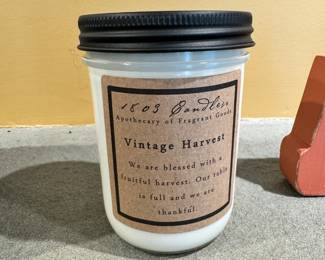 1803 Candles
Apothecary of Fragrant Goods
Vintage Harvest
We are blessed with a
fruitful harvest. Our table
is full and we are
thankful.